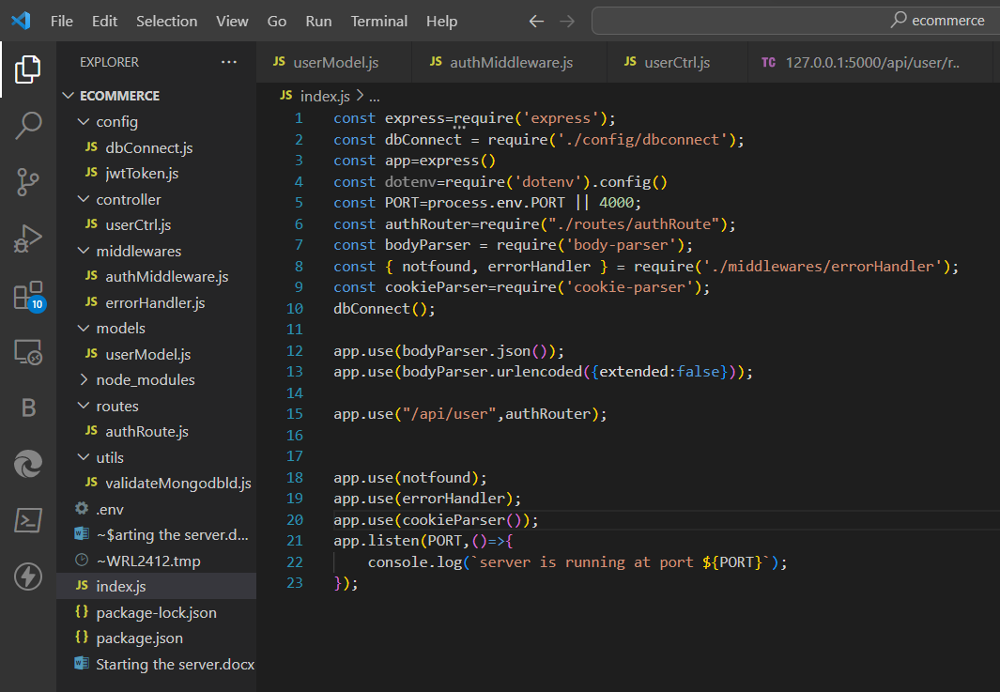 File Edit Selection View Go Run Terminal Help ecommerce
EXPLORER ...
JS userModel.js JS authMiddleware.js JS userCtrl.js TC 127.0.0.1:5000/api/user/r..
ECOMMERCE
config
JS dbConnect.js
JS jwtToken.js
controller
JS userCtrl.js
middlewares
JS authMiddleware.js
JS errorHandler.js
models
JS userModel.js
node_modules
routes
JS authRoute.js
utils
JS validateMongodbId.js
.env
~$arting the server.d...
~WRL2412.tmp
JS index.js
{} package-lock.json
{} package.json
Starting the server.docx
10
B
JS index.js > ...
1 const express=require('express');
2 const dbConnect = require('./config/dbconnect');
3 const app=express()
4 const dotenv=require('dotenv').config()
5 const PORT=process.env.PORT || 4000;
6 const authRouter=require("./routes/authRoute");
7 const bodyParser = require('body-parser');
8 const { notfound, errorHandler } = require('./middlewares/errorHandler');
9 const cookieParser=require('cookie-parser');
10 dbConnect();
11
12 app.use(bodyParser.json());
13 app.use(bodyParser.urlencoded({extended:false}));
14
15 app.use("/api/user",authRouter);
16
17
18 app.use(notfound);
19 app.use(errorHandler);
20 app.use(cookieParser());
21 app.listen(PORT,()=>{
22 console.log(`server is running at port ${PORT}`);
23 });